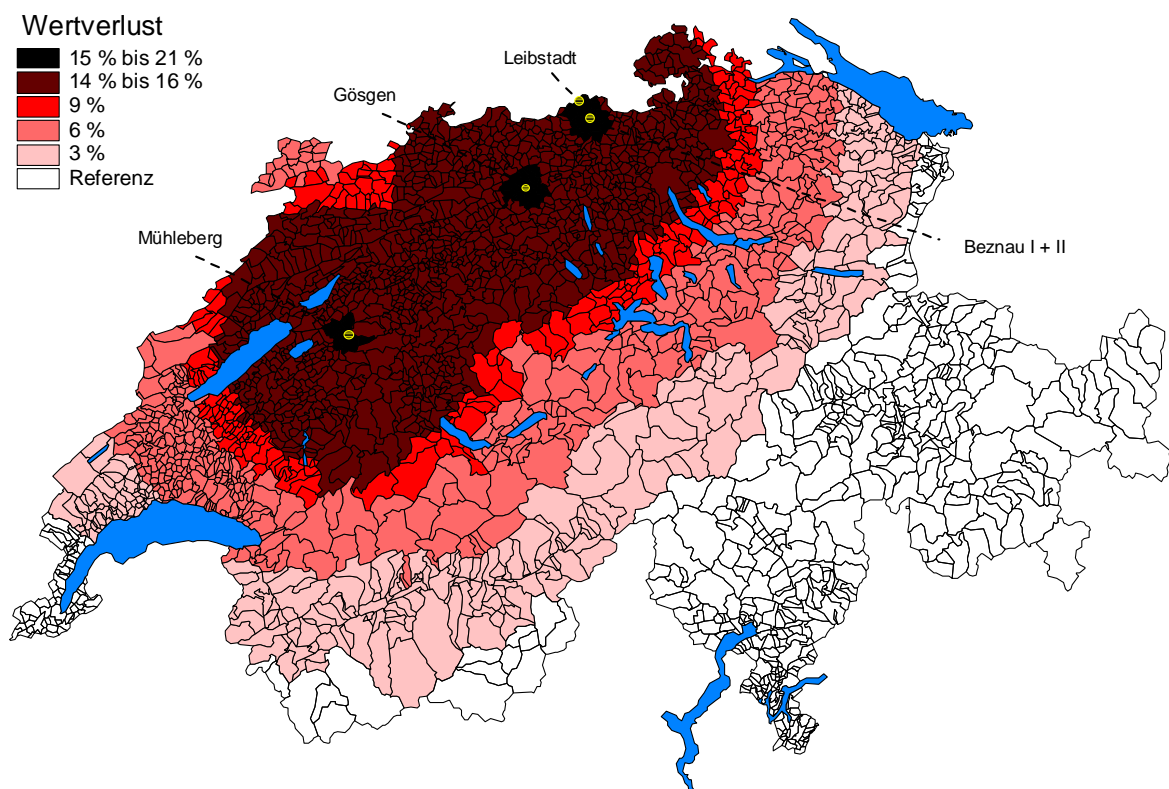 Wertverlust
15 % bis 21 %
14 % bis 16 %
9 %
6 %
3 %
Referenz
Leibstadt
Gösgen
Mühleberg
Beznau I + II